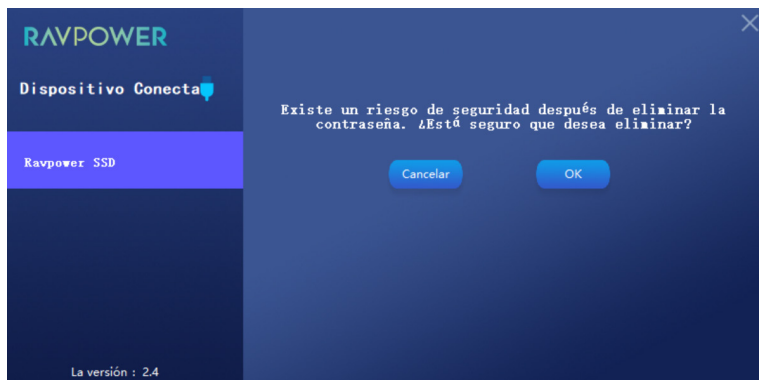 RAVPOWER
Dispositivo Conecta
Ravpower SSD
La versión : 2.4
Existe un riesgo de seguridad después de eliminar la
contraseña. ¿Está seguro que desea eliminar?
Cancelar
OK